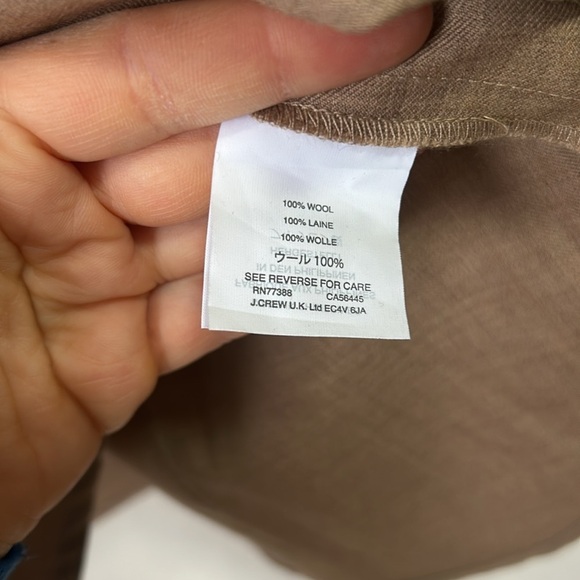 100% WOOL
100% LAINE
100% WOLLE
ウール 100%
SEE REVERSE FOR CARE
RN77388 CA56445
J.CREW U.K. Ltd EC4V 6JA